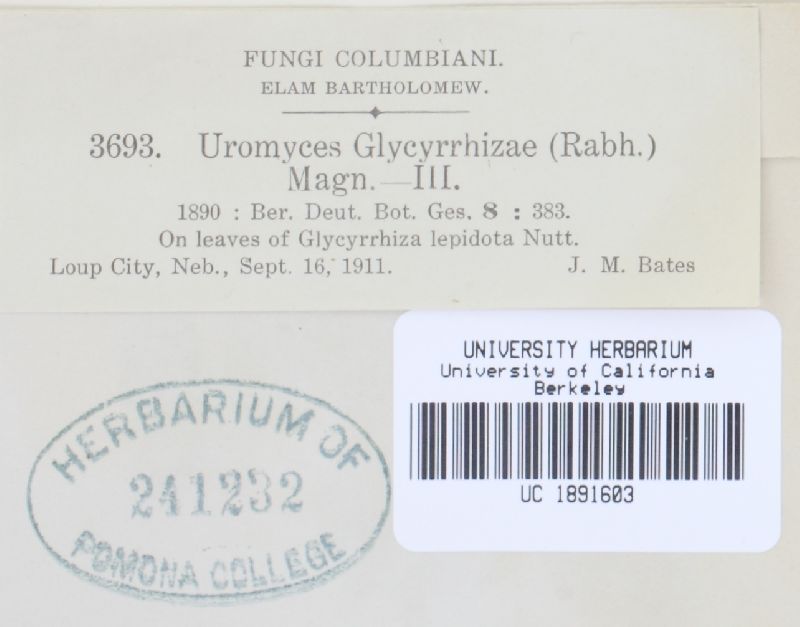 FUNGI COLUMBIANI.
ELAM BARTHOLOMEW.
3693. Uromyces Glycyrrhizae (Rabh.)
Magn.—III.
1890 : Ber. Deut. Bot. Ges. 8 : 383.
On leaves of Glycyrrhiza lepidota Nutt.
Loup City, Neb., Sept. 16, 1911. J. M. Bates
UNIVERSITY HERBARIUM
University of California
Berkeley
UC 1891603
HERBARIUM OF
241232
POMONA COLLEGE